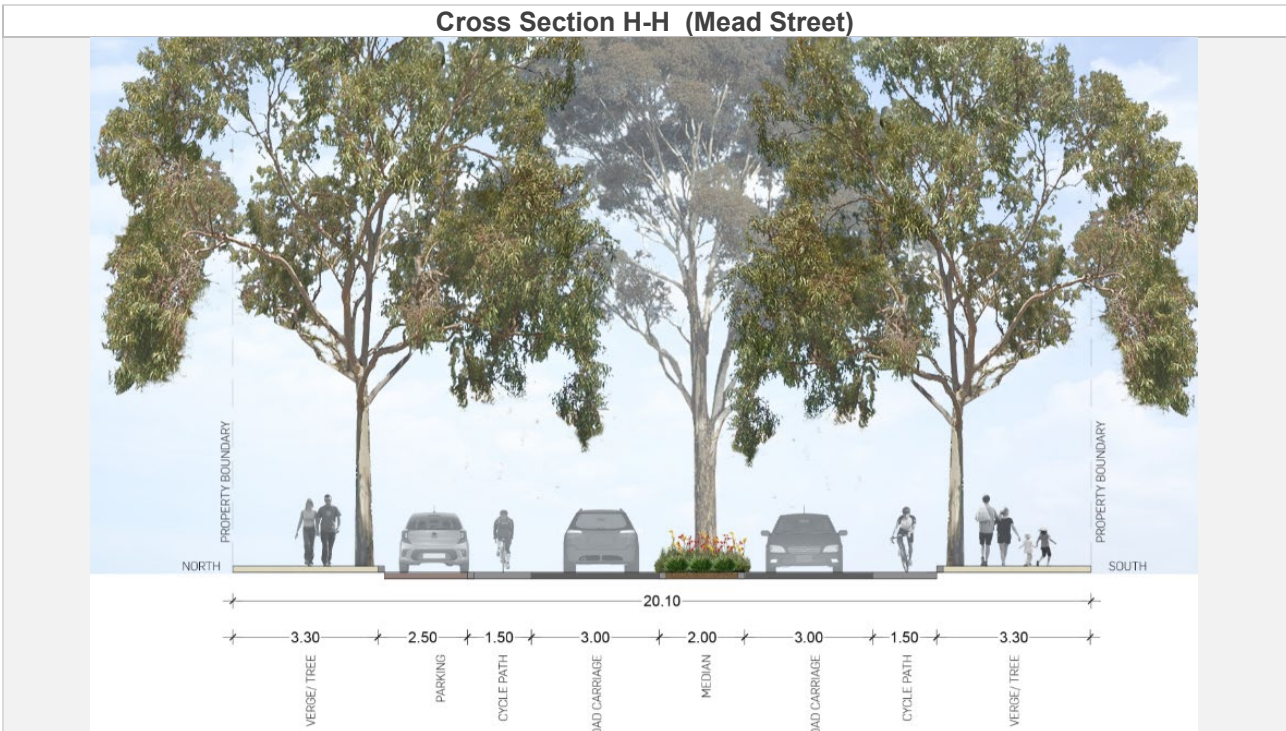 Cross Section H-H (Mead Street)
PROPERTY BOUNDARY
PROPERTY BOUNDARY
NORTH
SOUTH
20.10
3.30
2.50
1.50
3.00
2.00
3.00
1.50
3.30
VERGE/ TREE
PARKING
CYCLE PATH
CARRIAGE
MEDIAN
CARRIAGE
CYCLE PATH
VERGE/ TREE